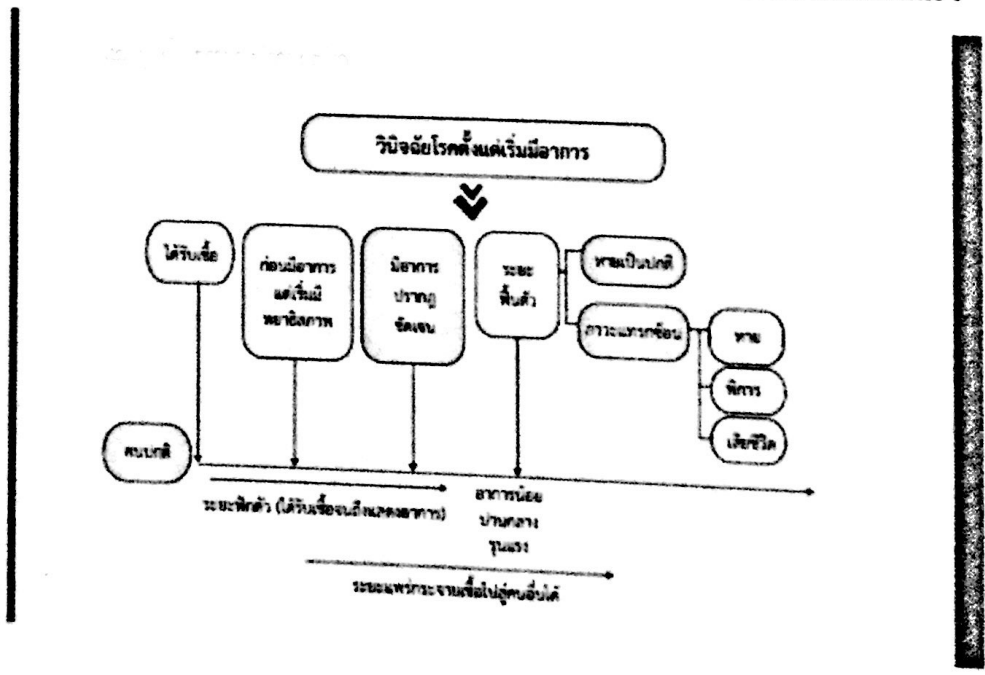 วินิจฉัยโรคตั้งแต่เริ่มมีอาการ
ได้รับเชื้อ
ก่อนมีอาการ
แต่เริ่มมี
พยาธิสภาพ
มีอาการ
ปรากฏ
ชัดเจน
ระยะ
ฟื้นตัว
หายเป็นปกติ
ภาวะแทรกซ้อน
หาย
พิการ
เสียชีวิต
คนปกติ
ระยะฟักตัว (ได้รับเชื้อจนถึงแสดงอาการ)
อาการน้อย
ปานกลาง
รุนแรง
ระยะแพร่กระจายเชื้อไปสู่คนอื่นได้